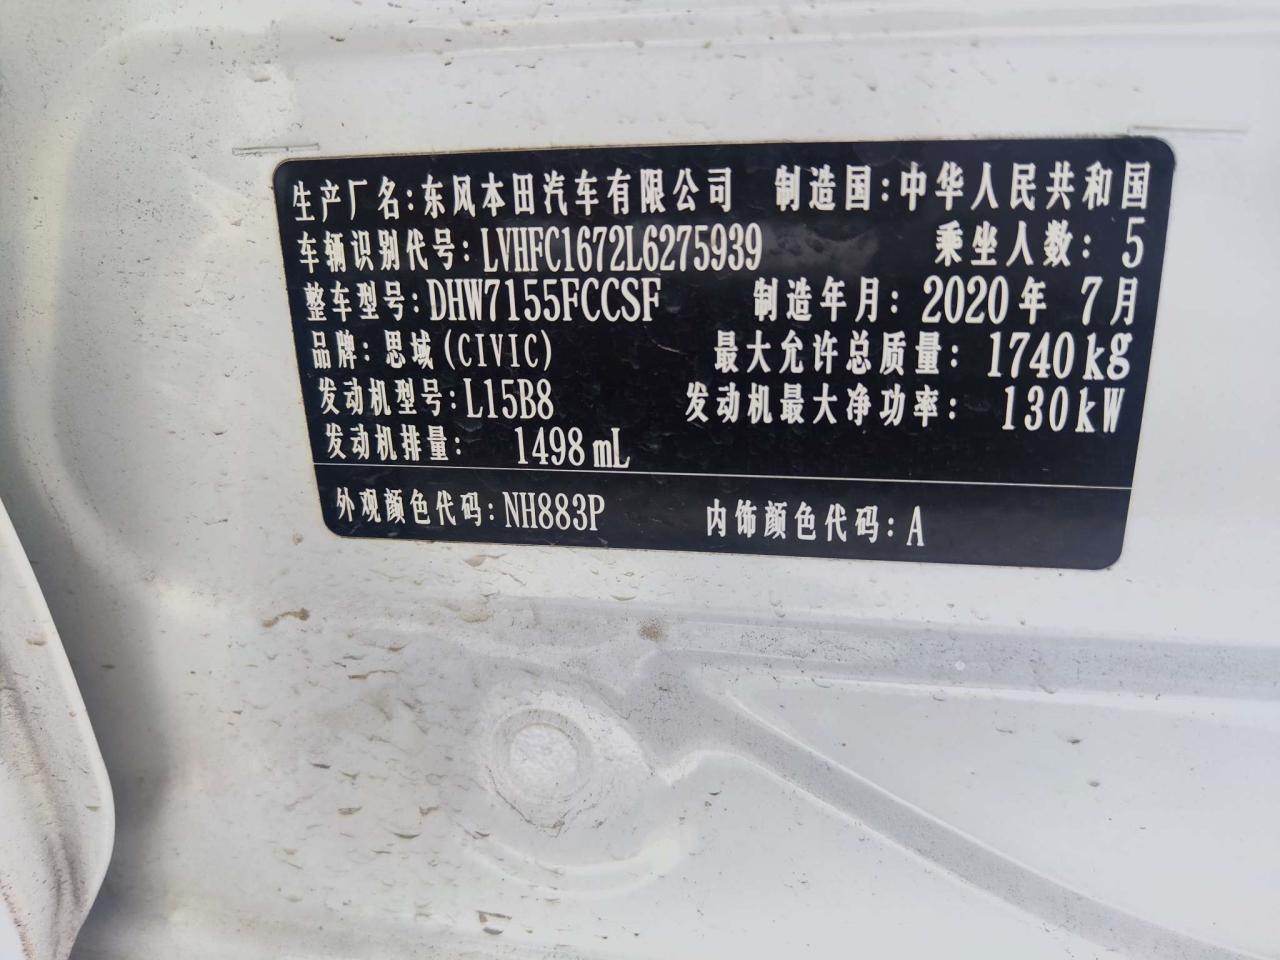 生产厂名:东风本田汽车有限公司 制造国:中华人民共和国
车辆识别代号:LVHFC1672L6275939 乘坐人数:5
整车型号:DHW7155FCCSF 制造年月:2020年 7月
品牌:思域(CIVIC) 最大允许总质量:1740kg
发动机型号:L15B8 发动机最大净功率:130kW
发动机排量: 1498mL
外观颜色代码:NH883P 内饰颜色代码:A